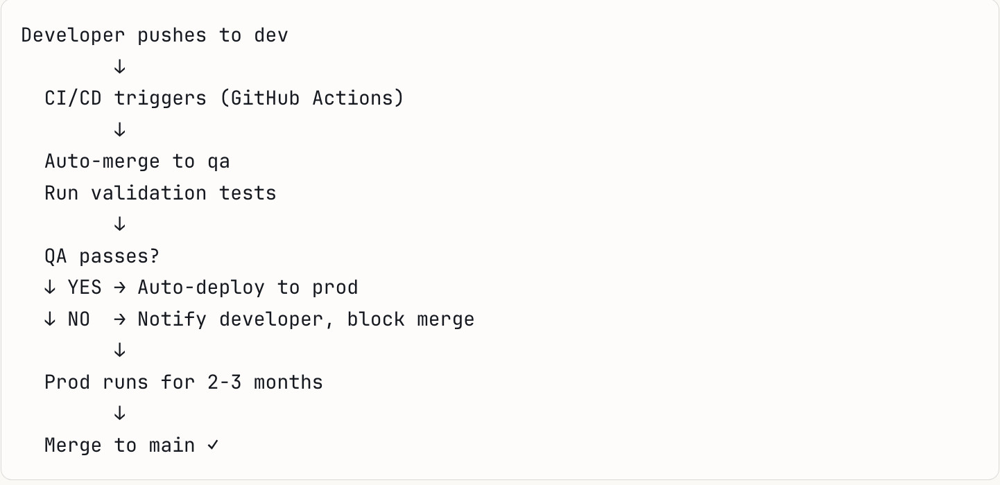 Developer pushes to dev
↓
CI/CD triggers (GitHub Actions)
↓
Auto-merge to qa
Run validation tests
↓
QA passes?
↓ YES → Auto-deploy to prod
↓ NO  → Notify developer, block merge
↓
Prod runs for 2-3 months
↓
Merge to main ✓